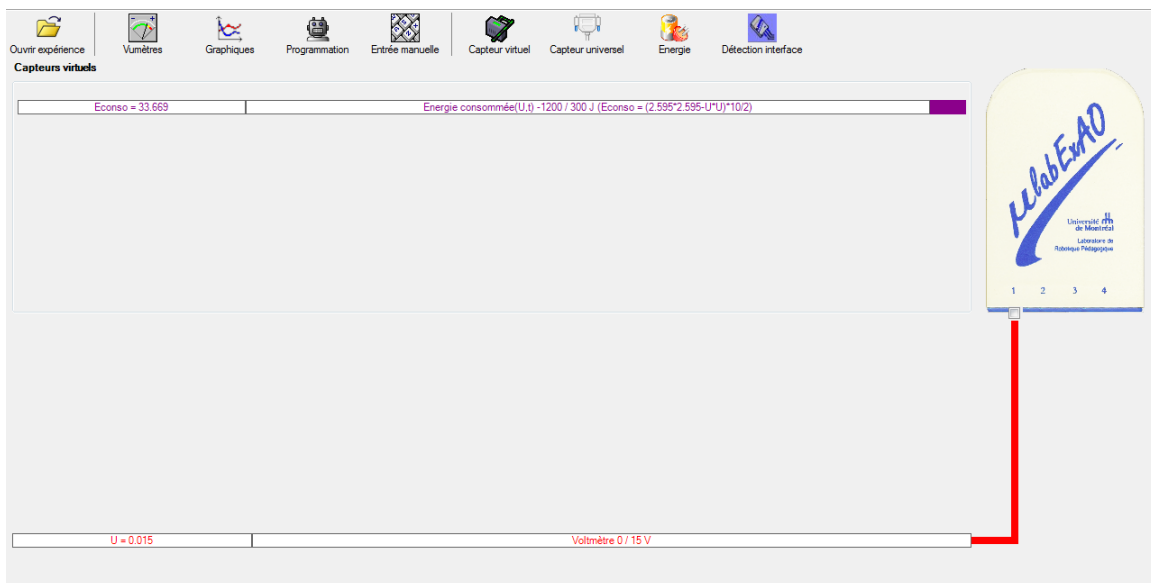 Ouvrir expérience Vumètres Graphiques Programmation Entrée manuelle Capteur virtuel Capteur universel Energie Détection interface
Capteurs virtuels
Econso = 33.669 Energie consommée(U,t) -1200 / 300 J (Econso = (2.595*2.595-U*U)*10/2)
µlabExAO
Université
de Montréal
Laboratoire de
Robotique Pédagogique
1 2 3 4
U = 0.015 Voltmètre 0 / 15 V